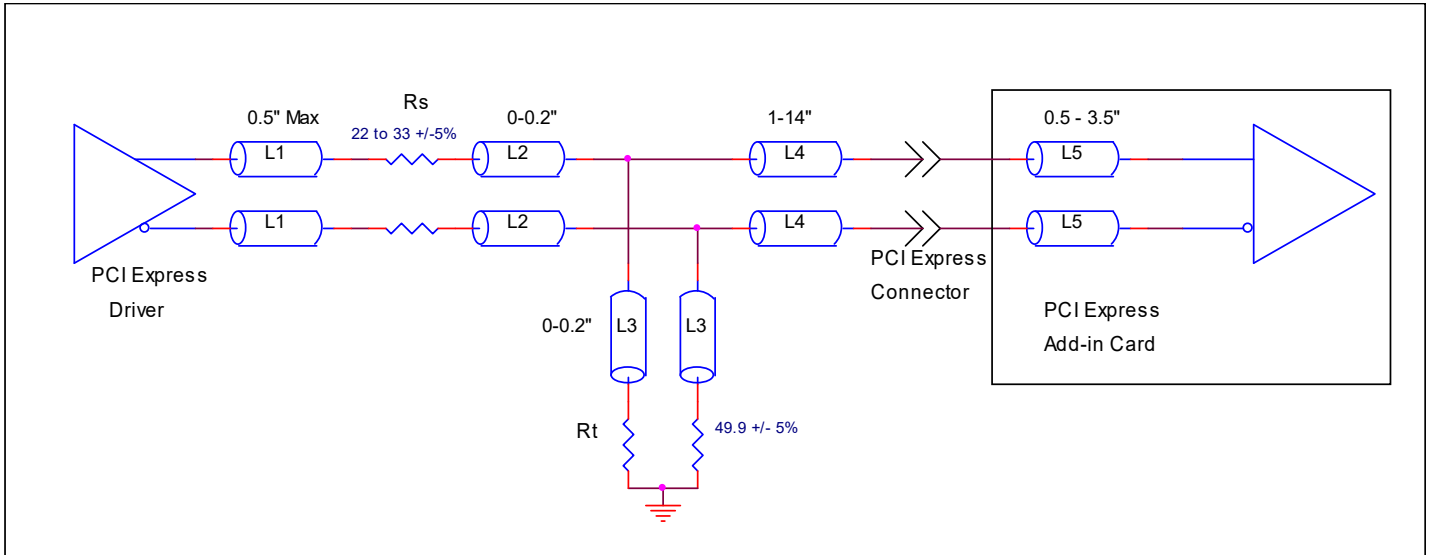 Rs
0.5" Max
22 to 33 +/-5%
0-0.2"
1-14"
0.5 - 3.5"
L1
L2
L4
L5
L1
L2
L4
L5
PCI Express
Driver
PCI Express
Connector
PCI Express
Add-in Card
0-0.2"
L3
L3
Rt
49.9 +/- 5%